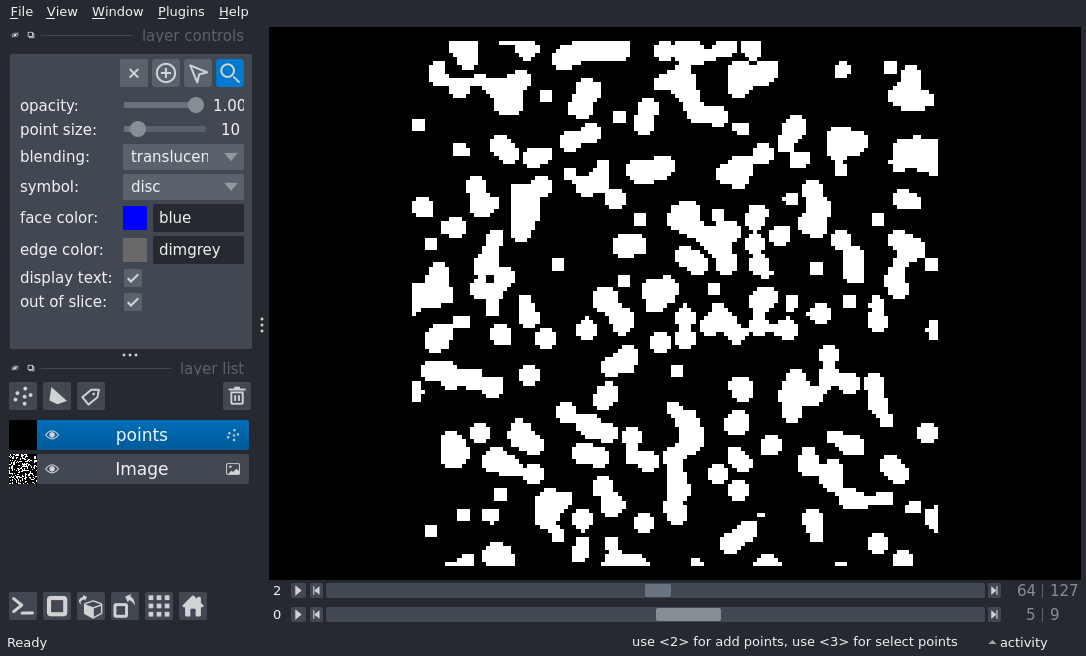 File View Window Plugins Help
layer controls
opacity: 1.00
point size: 10
blending: translucen
symbol: disc
face color: blue
edge color: dimgrey
display text:
out of slice:
layer list
points
Image
2 64 | 127
0 5 | 9
Ready use <2> for add points, use <3> for select points activity